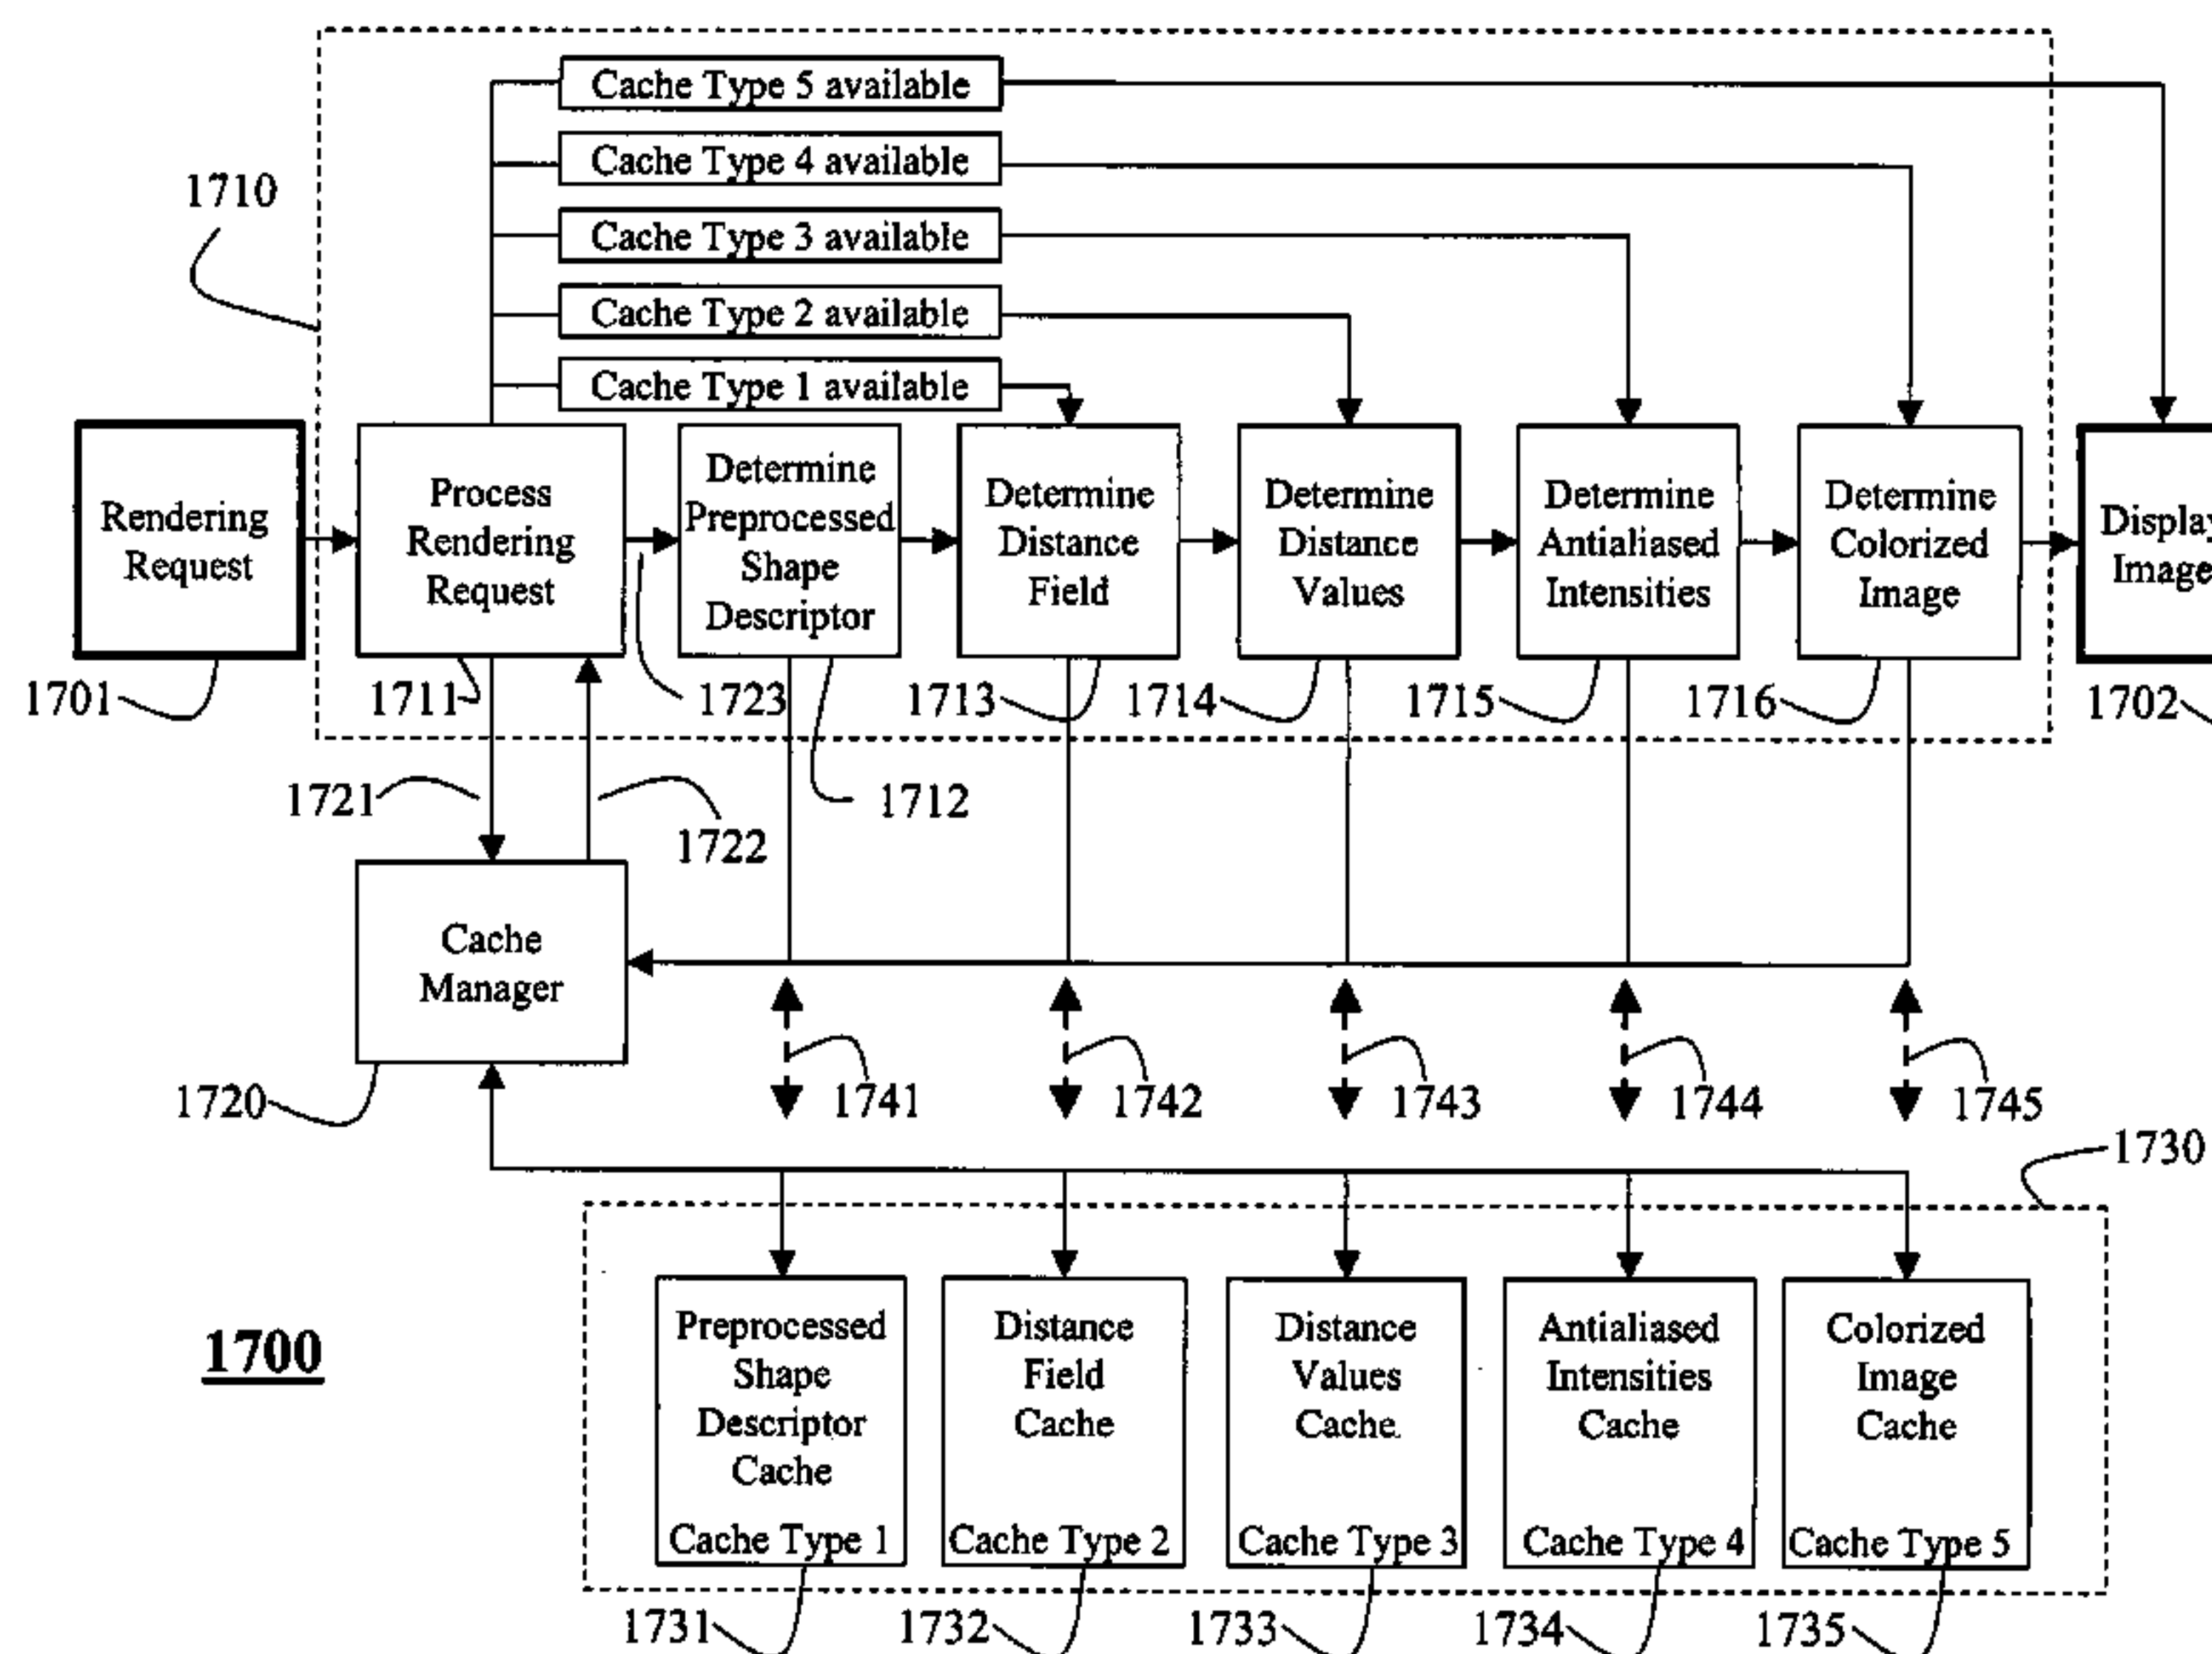 Cache Type 5 available
Cache Type 4 available
1710
Cache Type 3 available
Cache Type 2 available
Cache Type 1 available
Rendering
Request
Process
Rendering
Request
Determine
Preprocessed
Shape
Descriptor
Determine
Distance
Field
Determine
Distance
Values
Determine
Antialiased
Intensities
Determine
Colorized
Image
Display
Image
1701
1711
1723
1713
1714
1715
1716
1702
1721
1722
1712
Cache
Manager
1720
1741
1742
1743
1744
1745
1730
1700
Preprocessed
Shape
Descriptor
Cache
Cache Type 1
Distance
Field
Cache
Cache Type 2
Distance
Values
Cache
Cache Type 3
Antialiased
Intensities
Cache
Cache Type 4
Colorized
Image
Cache
Cache Type 5
1731
1732
1733
1734
1735